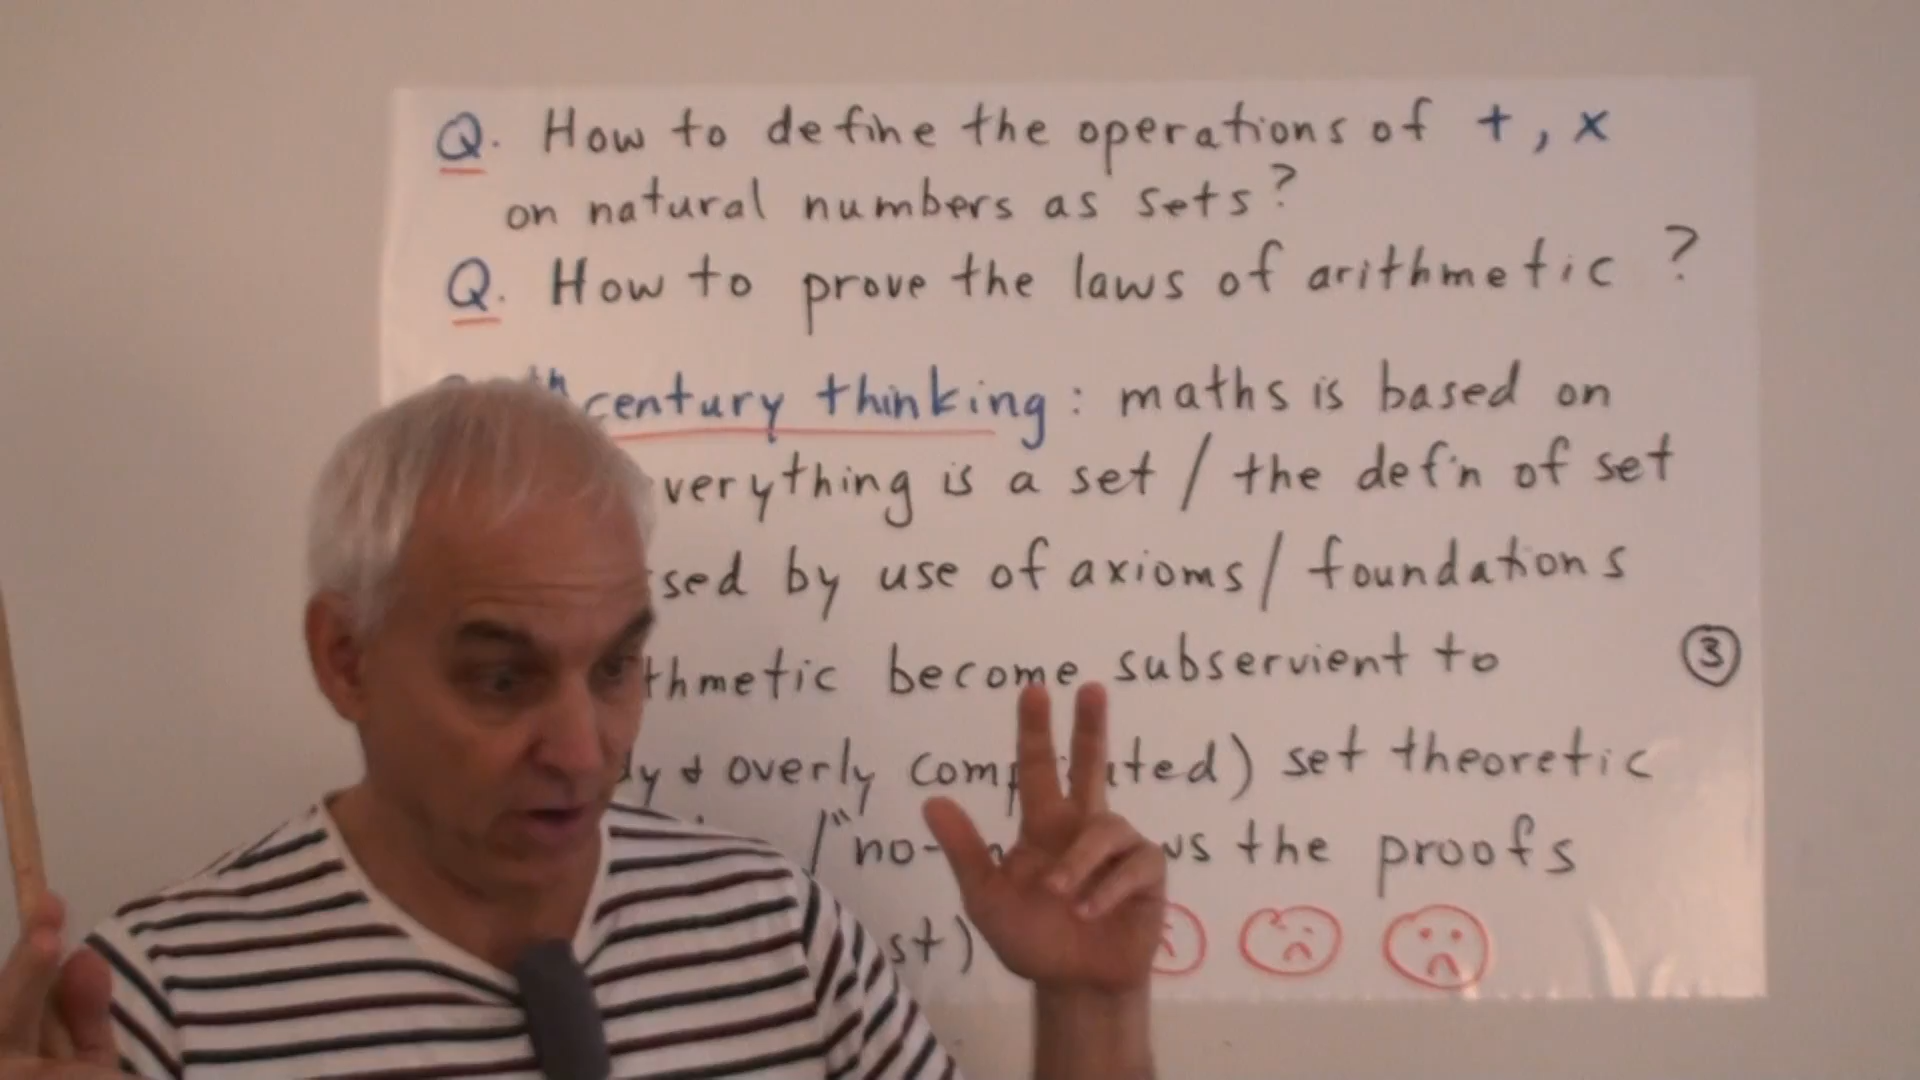 Q. How to define the operations of +, x
on natural numbers as sets?
Q. How to prove the laws of arithmetic?
century thinking: maths is based on
verything is a set / the def'n of set
sed by use of axioms / foundations
thmetic become subservient to
3
overly set theoretic
/ "no- the proofs
st)